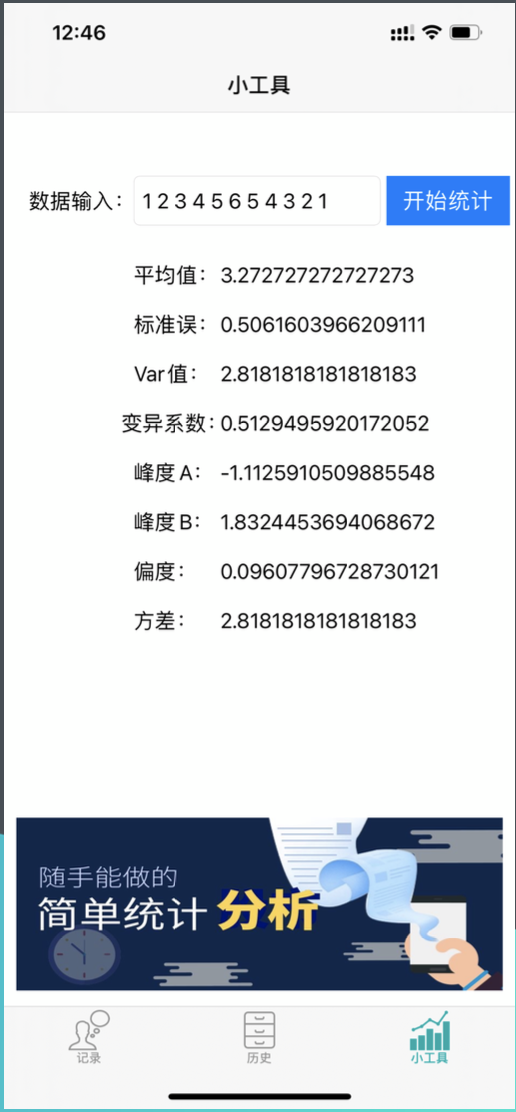 12:46
小工具
数据输入： 1 2 3 4 5 6 5 4 3 2 1 开始统计
平均值： 3.272727272727273
标准误： 0.5061603966209111
Var值： 2.8181818181818183
变异系数：0.5129495920172052
峰度A： -1.1125910509885548
峰度B： 1.8324453694068672
偏度： 0.09607796728730121
方差： 2.8181818181818183
随手能做的
简单统计分析
记录 历史 小工具